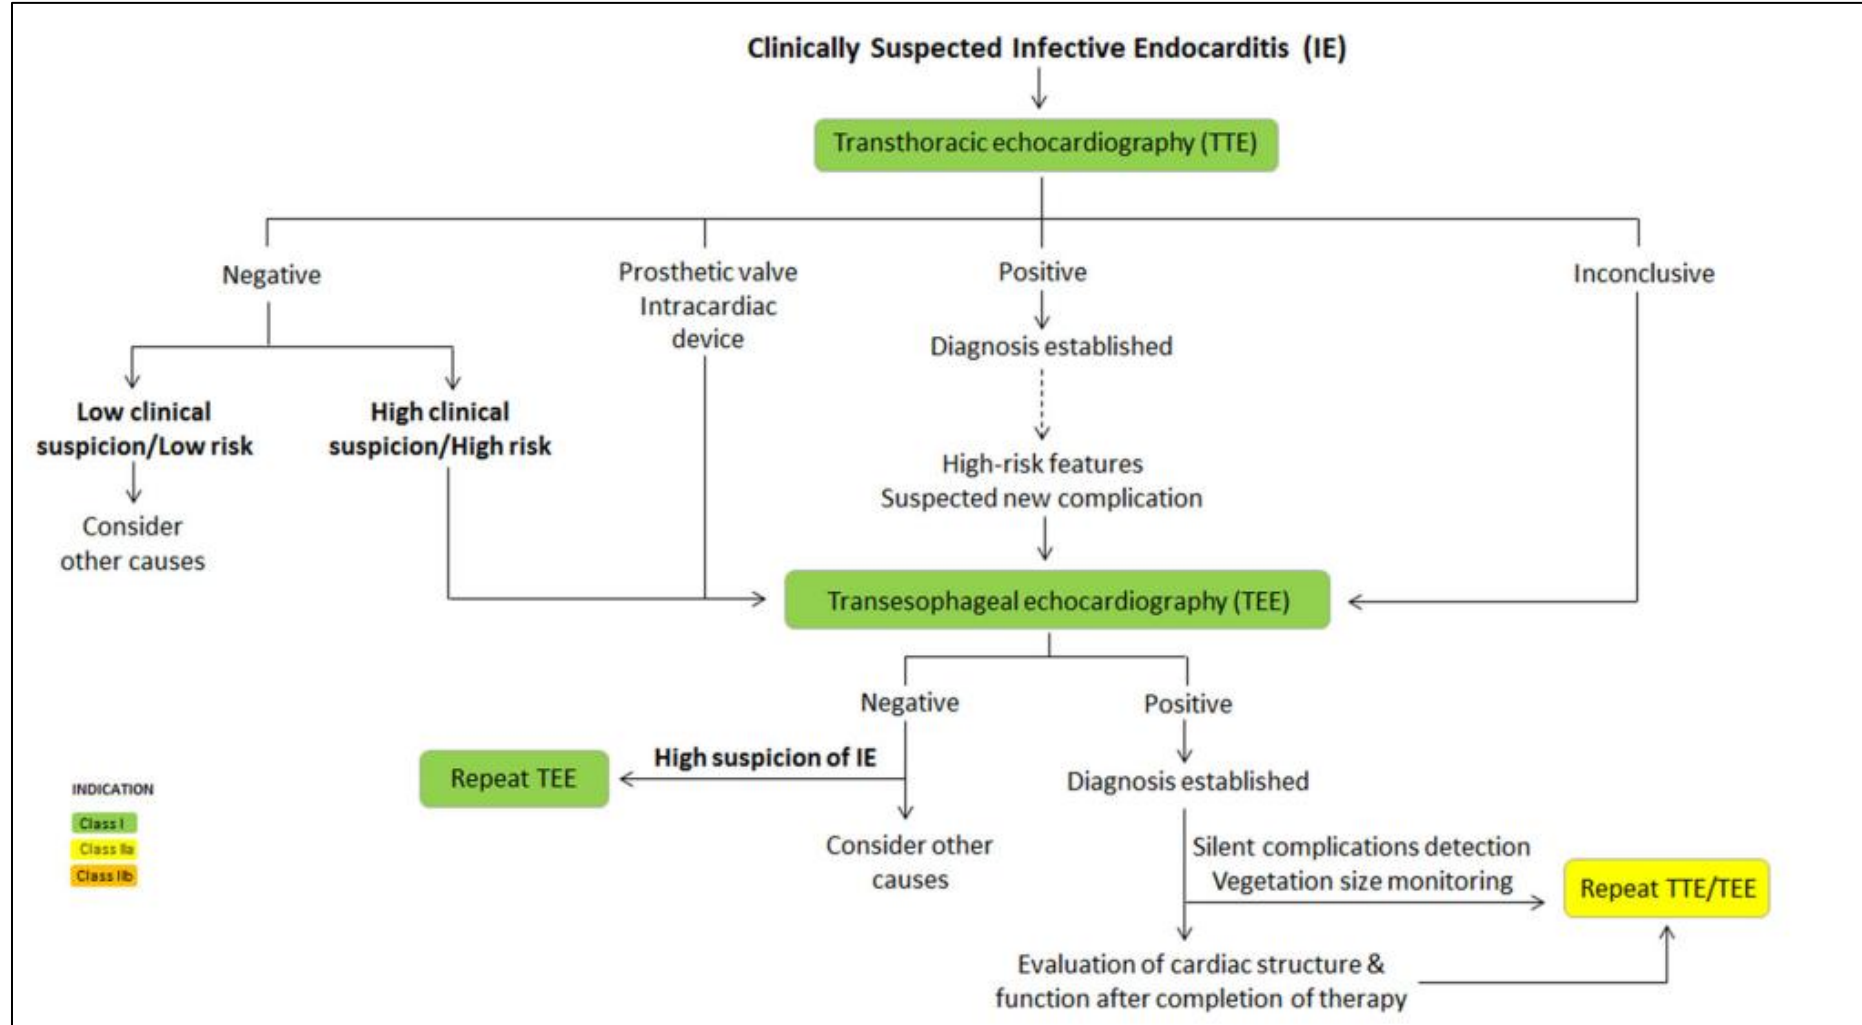 Clinically Suspected Infective Endocarditis (IE)
Transthoracic echocardiography (TTE)
Negative
Prosthetic valve
Intracardiac
device
Positive
Inconclusive
Diagnosis established
Low clinical
suspicion/Low risk
High clinical
suspicion/High risk
High-risk features
Suspected new complication
Consider
other causes
Transesophageal echocardiography (TEE)
Negative
Positive
High suspicion of IE
Repeat TEE
Diagnosis established
Consider other
causes
Silent complications detection
Vegetation size monitoring
Repeat TTE/TEE
Evaluation of cardiac structure &
function after completion of therapy
INDICATION
Class I
Class IIa
Class IIb